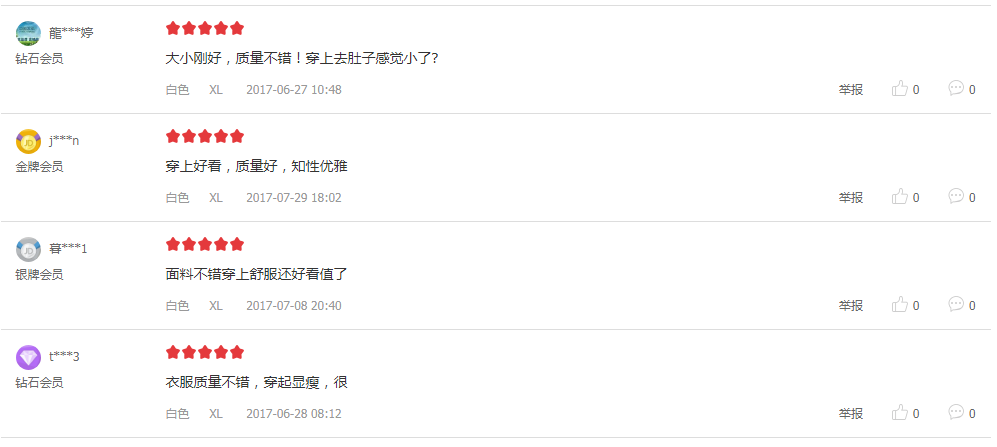 龍***婷
钻石会员
大小刚好，质量不错！穿上去肚子感觉小了?
白色 XL 2017-06-27 10:48 举报 0 0
j***n
金牌会员
穿上好看，质量好，知性优雅
白色 XL 2017-07-29 18:02 举报 0 0
暮***1
银牌会员
面料不错穿上舒服还好看值了
白色 XL 2017-07-08 20:40 举报 0 0
t***3
钻石会员
衣服质量不错，穿起显瘦，很
白色 XL 2017-06-28 08:12 举报 0 0